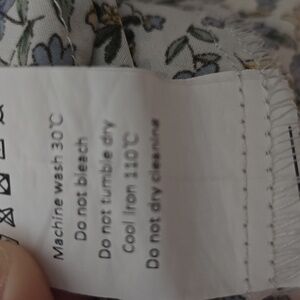 Machine wash 30℃
Do not bleach
Do not tumble dry
Cool Iron 110℃
Do not dry cleaning